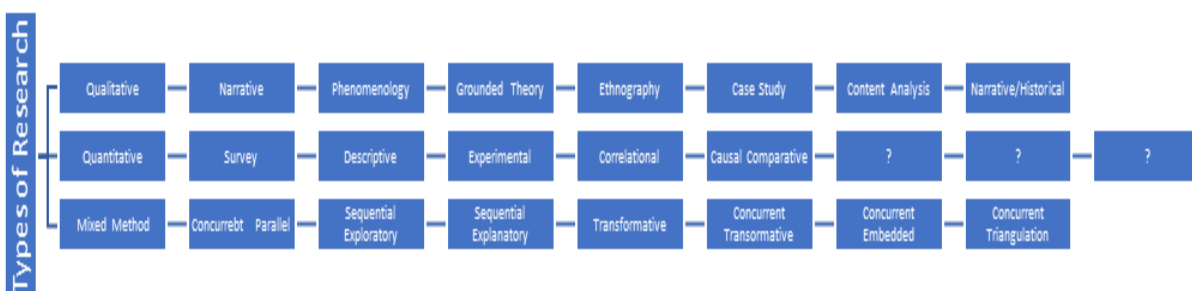 Types of Research
Qualitative
Narrative
Phenomenology
Grounded Theory
Ethnography
Case Study
Content Analysis
Narrative/Historical
Quantitative
Survey
Descriptive
Experimental
Correlational
Causal Comparative
?
?
?
Mixed Method
Concurrebt Parallel
Sequential
Exploratory
Sequential
Explanatory
Transformative
Concurrent
Transormative
Concurrent
Embedded
Concurrent
Triangulation